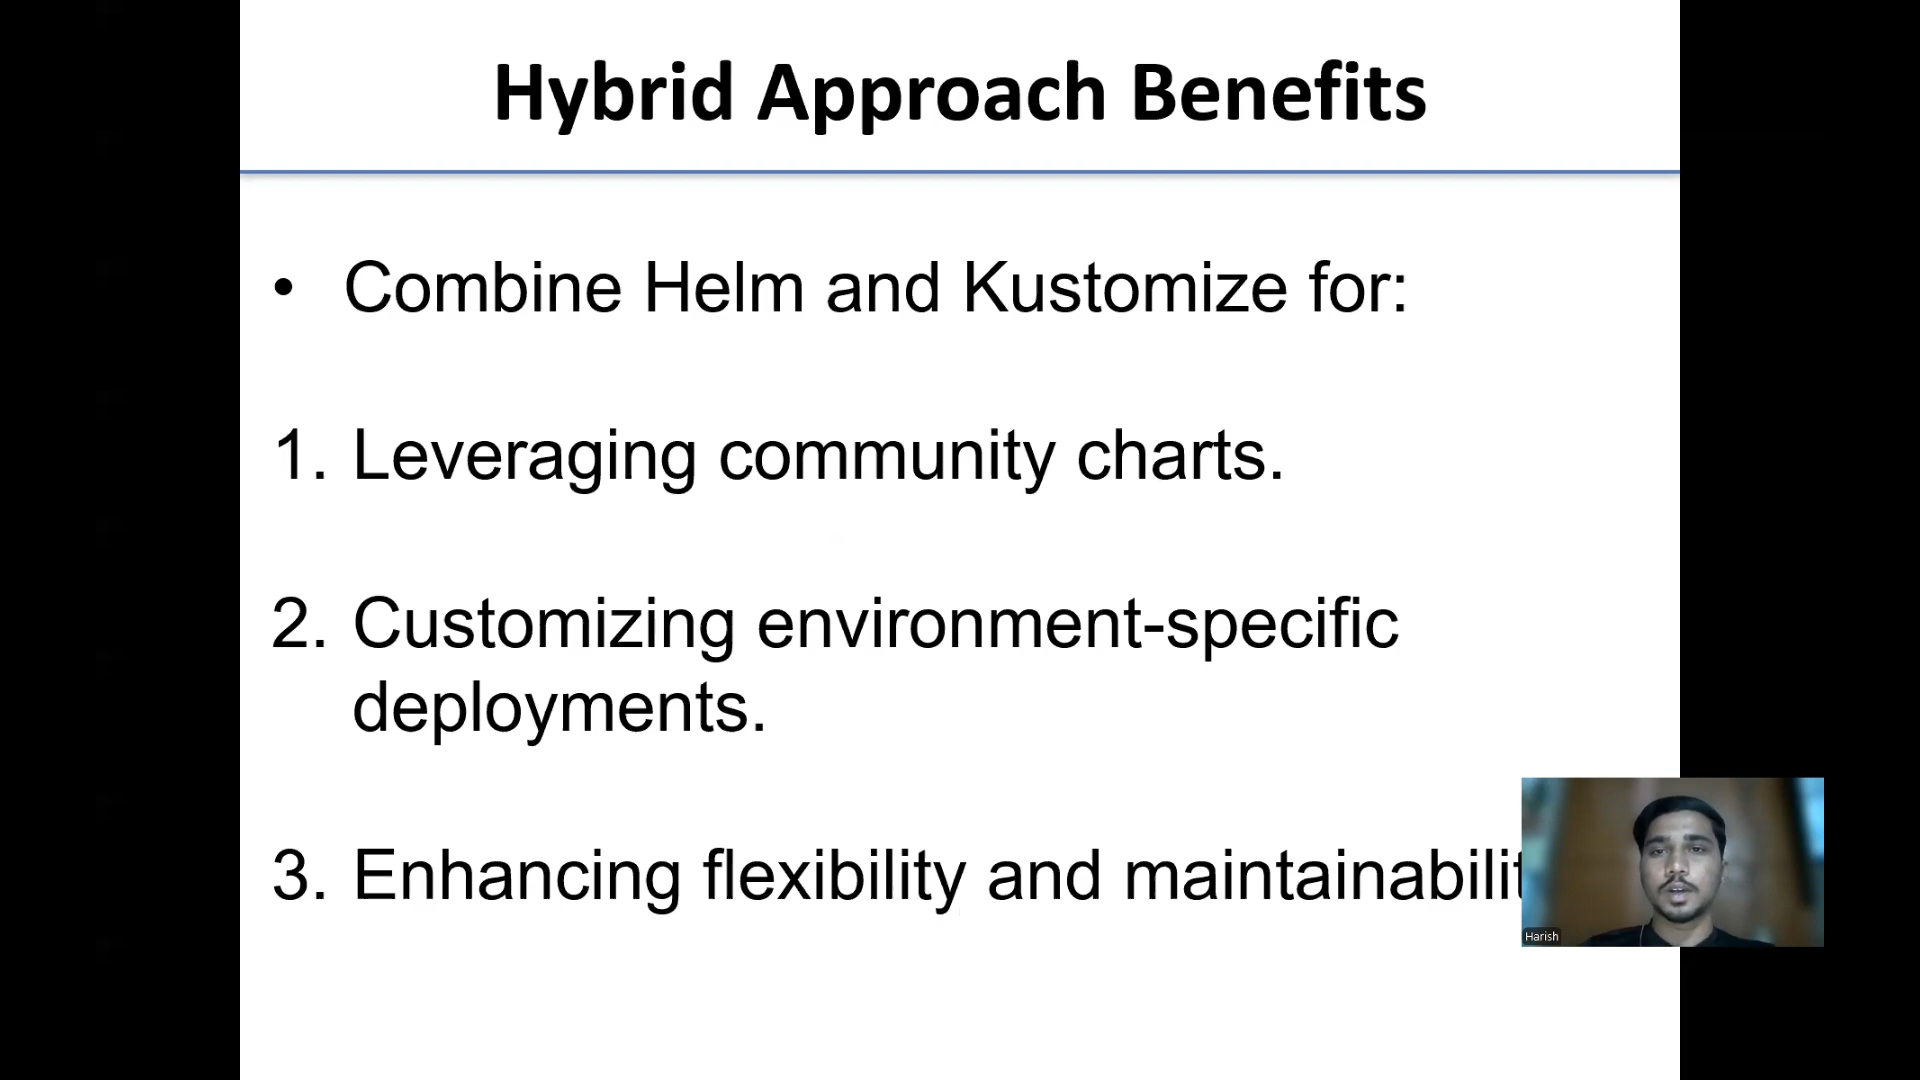 Hybrid Approach Benefits
• Combine Helm and Kustomize for:
1. Leveraging community charts.
2. Customizing environment-specific
deployments.
3. Enhancing flexibility and maintainabilit
Harish